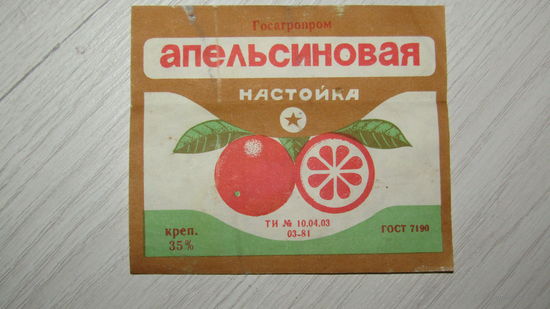 Госагропром
апельсиновая
НАСТОЙКА
креп.
35%
ТИ № 10.04.03
03-81
ГОСТ 7190